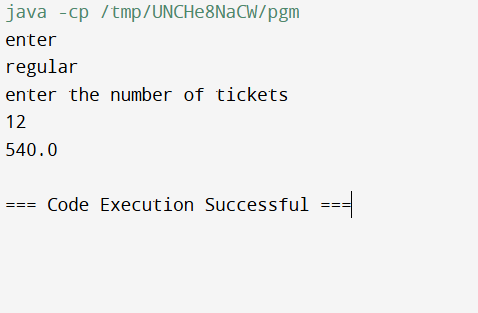 java -cp /tmp/UNCHe8NaCW/pgm
enter
regular
enter the number of tickets
12
540.0
=== Code Execution Successful ===